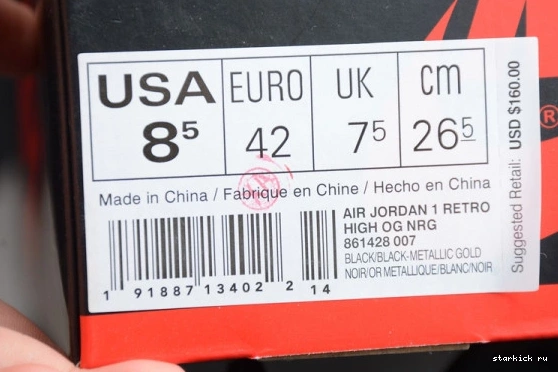 USA EURO UK cm
8⁵ 42 7⁵ 26⁵
Made in China / Fabrique en Chine / Hecho en China
AIR JORDAN 1 RETRO
HIGH OG NRG
861428 007
BLACK/BLACK-METALLIC GOLD
NOIR/OR METALLIQUE/BLANC/NOIR
1 91887 13402 2 14
Suggested Retail: USD $160.00
®
starkick ru